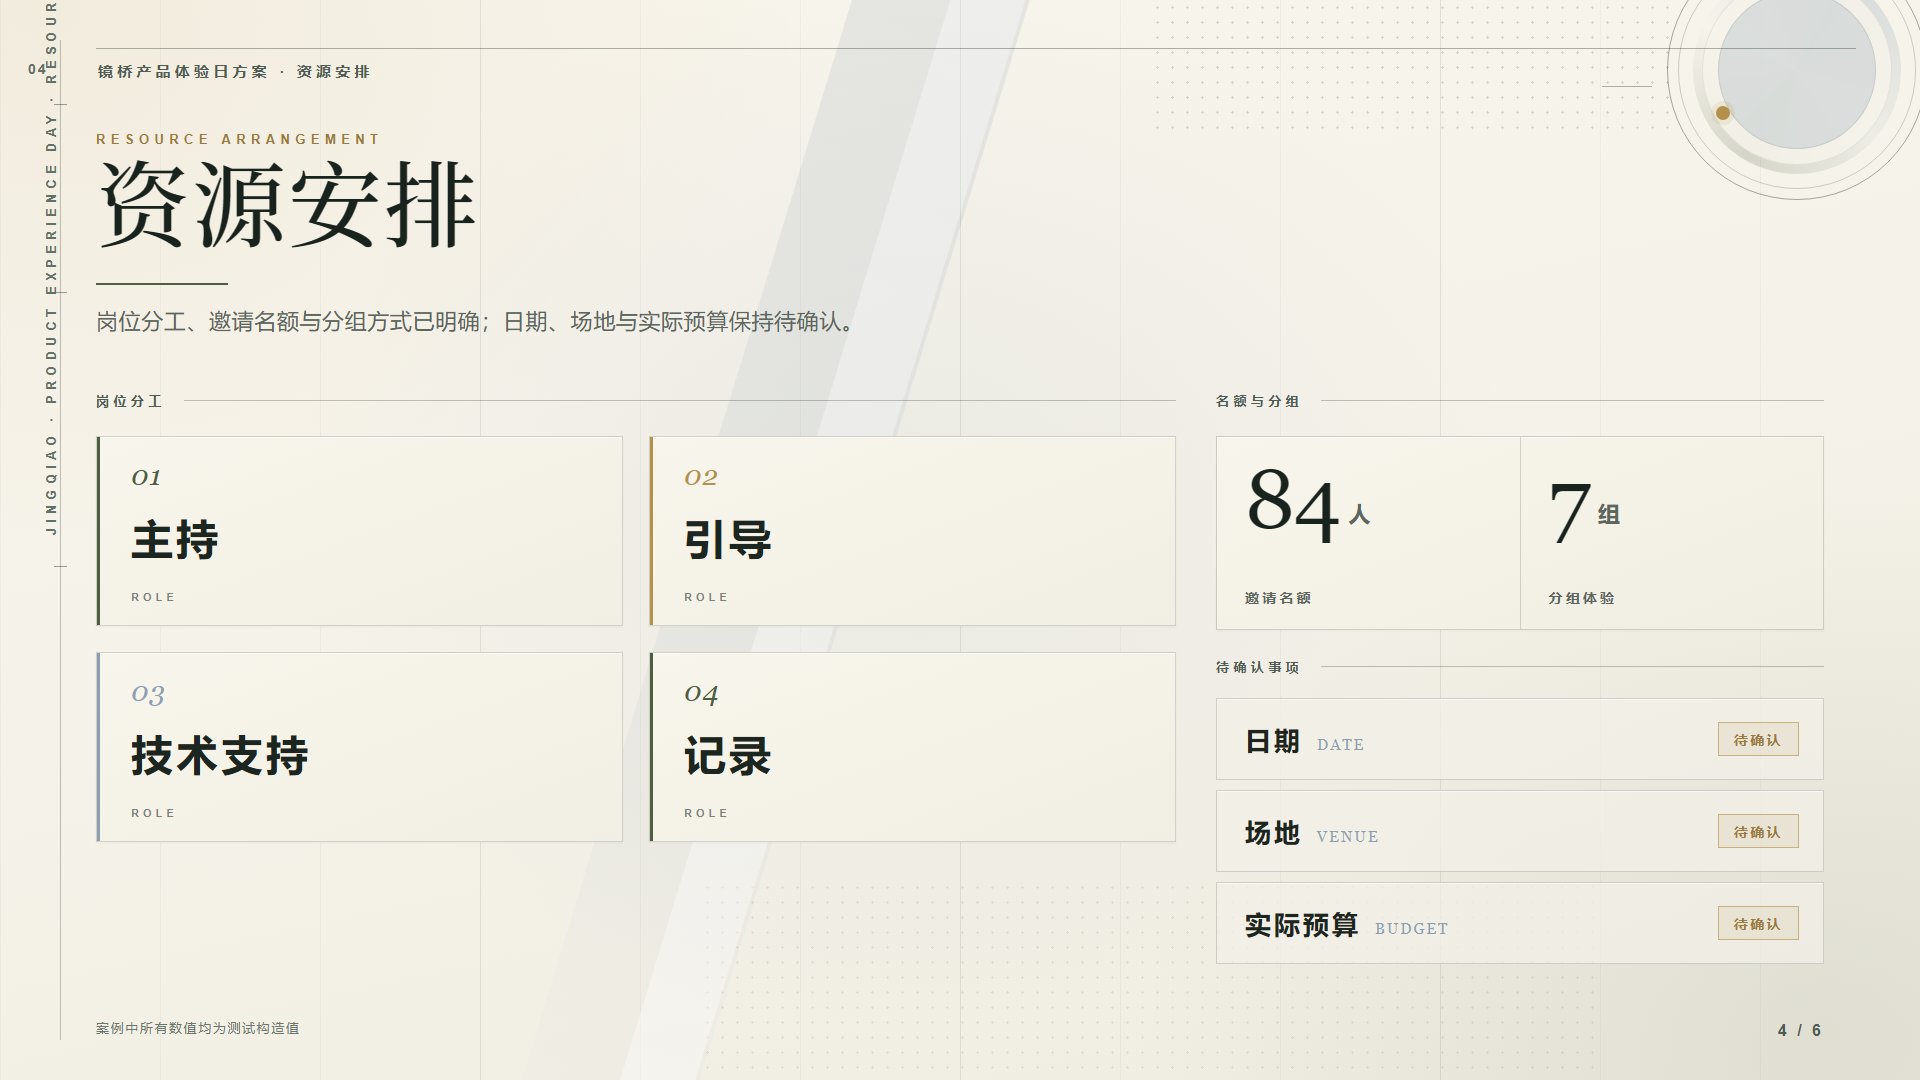 04
镜桥产品体验日方案 · 资源安排
JINGQIAO · PRODUCT EXPERIENCE DAY · RESOUR
RESOURCE ARRANGEMENT
资源安排
岗位分工、邀请名额与分组方式已明确；日期、场地与实际预算保持待确认。
岗位分工
01
主持
ROLE
02
引导
ROLE
03
技术支持
ROLE
04
记录
ROLE
名额与分组
84 人
邀请名额
7 组
分组体验
待确认事项
日期 DATE 待确认
场地 VENUE 待确认
实际预算 BUDGET 待确认
案例中所有数值均为测试构造值
4 / 6